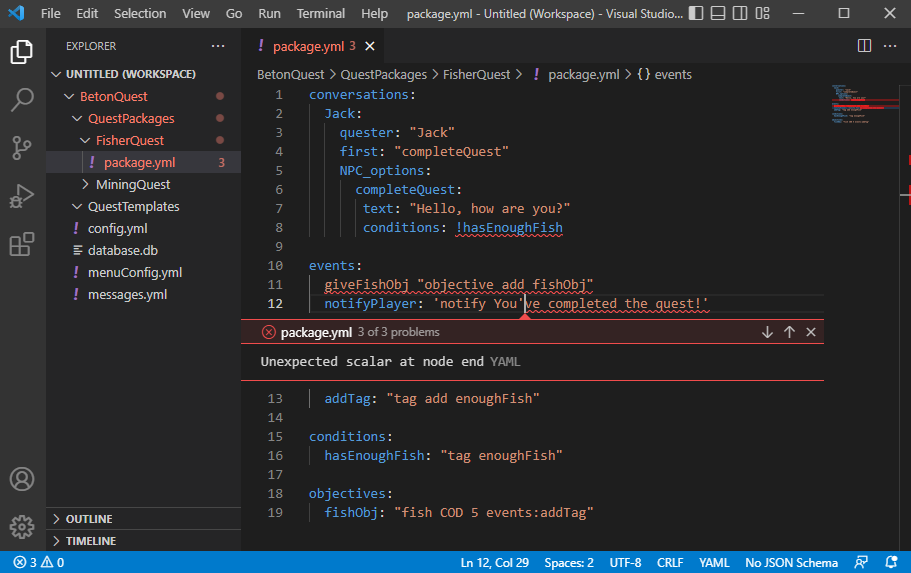 File Edit Selection View Go Run Terminal Help package.yml - Untitled (Workspace) - Visual Studio...
EXPLORER ...
UNTITLED (WORKSPACE)
BetonQuest
QuestPackages
FisherQuest
! package.yml 3
MiningQuest
QuestTemplates
! config.yml
database.db
! menuConfig.yml
! messages.yml
OUTLINE
TIMELINE
! package.yml 3
BetonQuest > QuestPackages > FisherQuest > ! package.yml > {} events
1 conversations:
2 Jack:
3 quester: "Jack"
4 first: "completeQuest"
5 NPC_options:
6 completeQuest:
7 text: "Hello, how are you?"
8 conditions: !hasEnoughFish
9
10 events:
11 giveFishObj "objective add fishObj"
12 notifyPlayer: 'notify You've completed the quest!'
package.yml 3 of 3 problems
Unexpected scalar at node end YAML
13 addTag: "tag add enoughFish"
14
15 conditions:
16 hasEnoughFish: "tag enoughFish"
17
18 objectives:
19 fishObj: "fish COD 5 events:addTag"
3 0 Ln 12, Col 29 Spaces: 2 UTF-8 CRLF YAML No JSON Schema